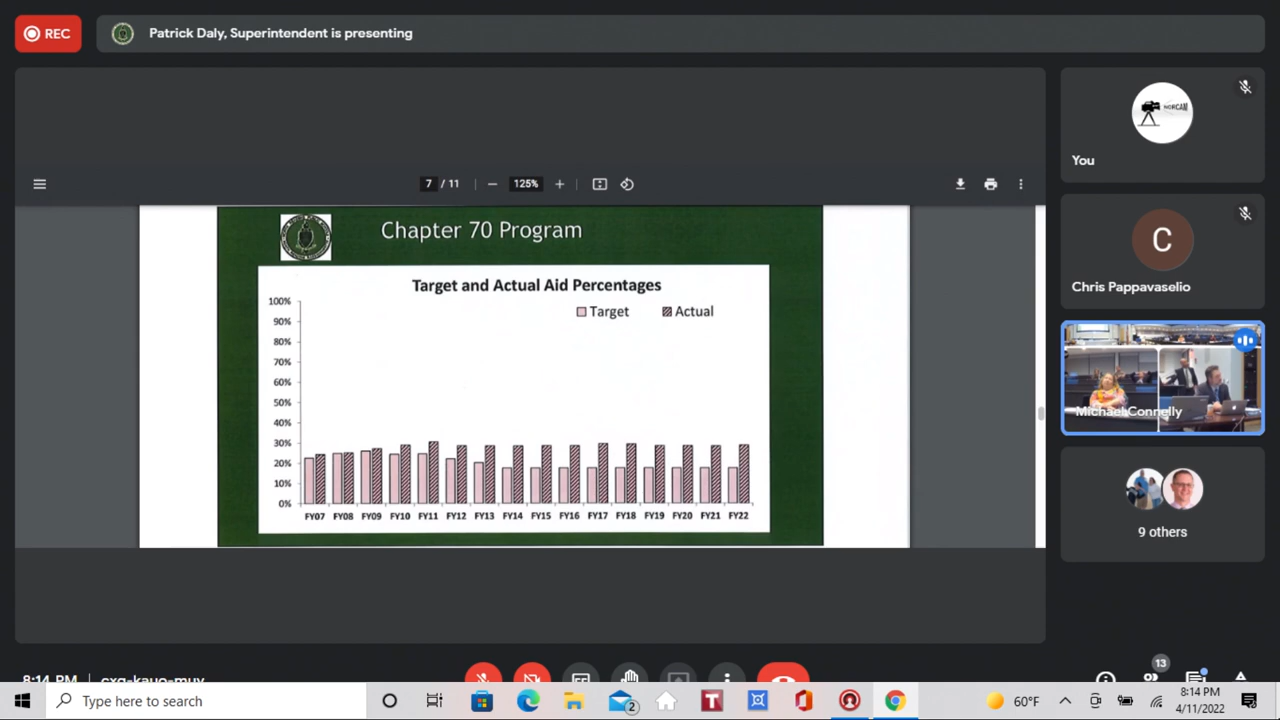 REC
Patrick Daly, Superintendent is presenting
7 / 11
125%
Chapter 70 Program
Target and Actual Aid Percentages
Target
Actual
100%
90%
80%
70%
60%
50%
40%
30%
20%
10%
0%
FY07 FY08 FY09 FY10 FY11 FY12 FY13 FY14 FY15 FY16 FY17 FY18 FY19 FY20 FY21 FY22
NORCAM
You
C
Chris Pappavaselio
Michael Connelly
9 others
8:14 PM
13
Type here to search
2
T
60°F
8:14 PM
4/11/2022